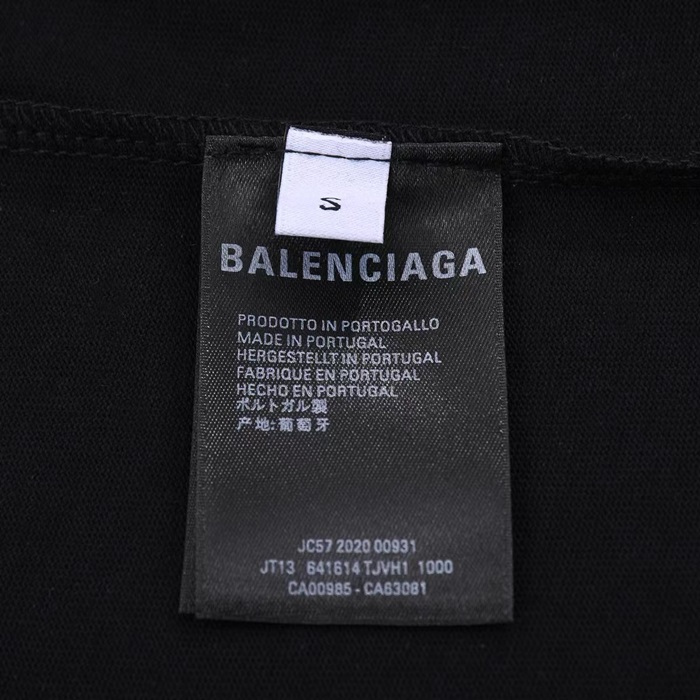 S
BALENCIAGA
PRODOTTO IN PORTOGALLO
MADE IN PORTUGAL
HERGESTELLT IN PORTUGAL
FABRIQUE EN PORTUGAL
HECHO EN PORTUGAL
ポルトガル製
产地:葡萄牙
JC57 2020 00931
JT13 641614 TJVH1 1000
CA00985 - CA63081